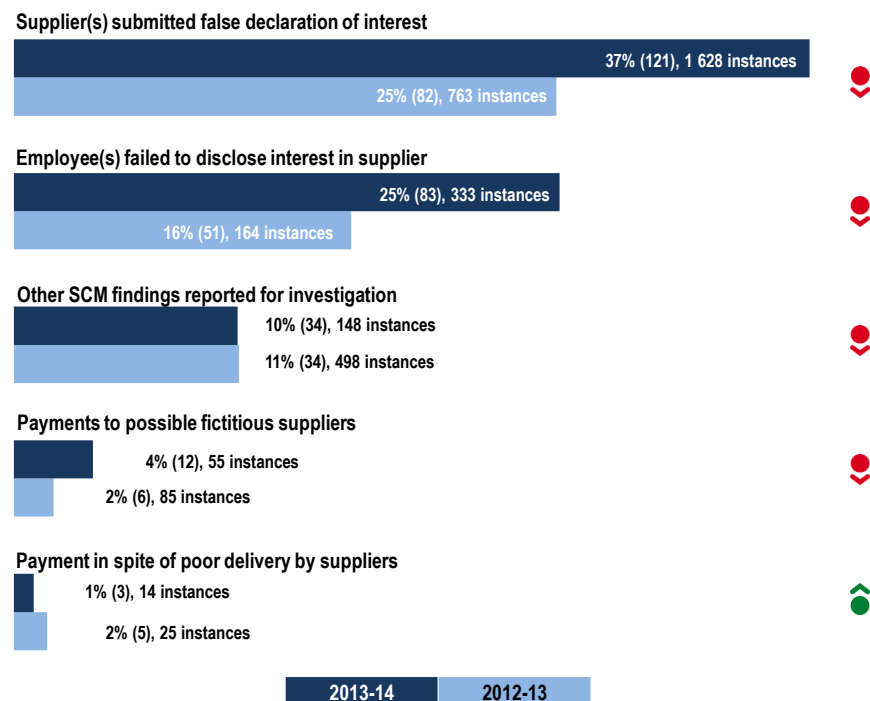 Supplier(s) submitted false declaration of interest
37% (121), 1 628 instances
25% (82), 763 instances
Employee(s) failed to disclose interest in supplier
25% (83), 333 instances
16% (51), 164 instances
Other SCM findings reported for investigation
10% (34), 148 instances
11% (34), 498 instances
Payments to possible fictitious suppliers
4% (12), 55 instances
2% (6), 85 instances
Payment in spite of poor delivery by suppliers
1% (3), 14 instances
2% (5), 25 instances
2013-14 2012-13